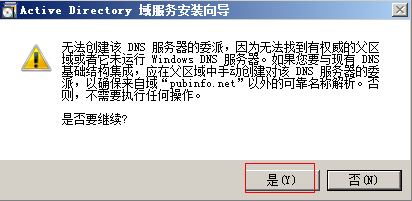 Active Directory 域服务安装向导
无法创建该 DNS 服务器的委派，因为无法找到有权威的父区
域或者它未运行 Windows DNS 服务器。如果您要与现有 DNS
基础结构集成，应在父区域中手动创建对该 DNS 服务器的委
派，以确保来自域“pubinfo.net”以外的可靠名称解析。否
则，不需要执行任何操作。
是否要继续?
是(Y) 否(N)